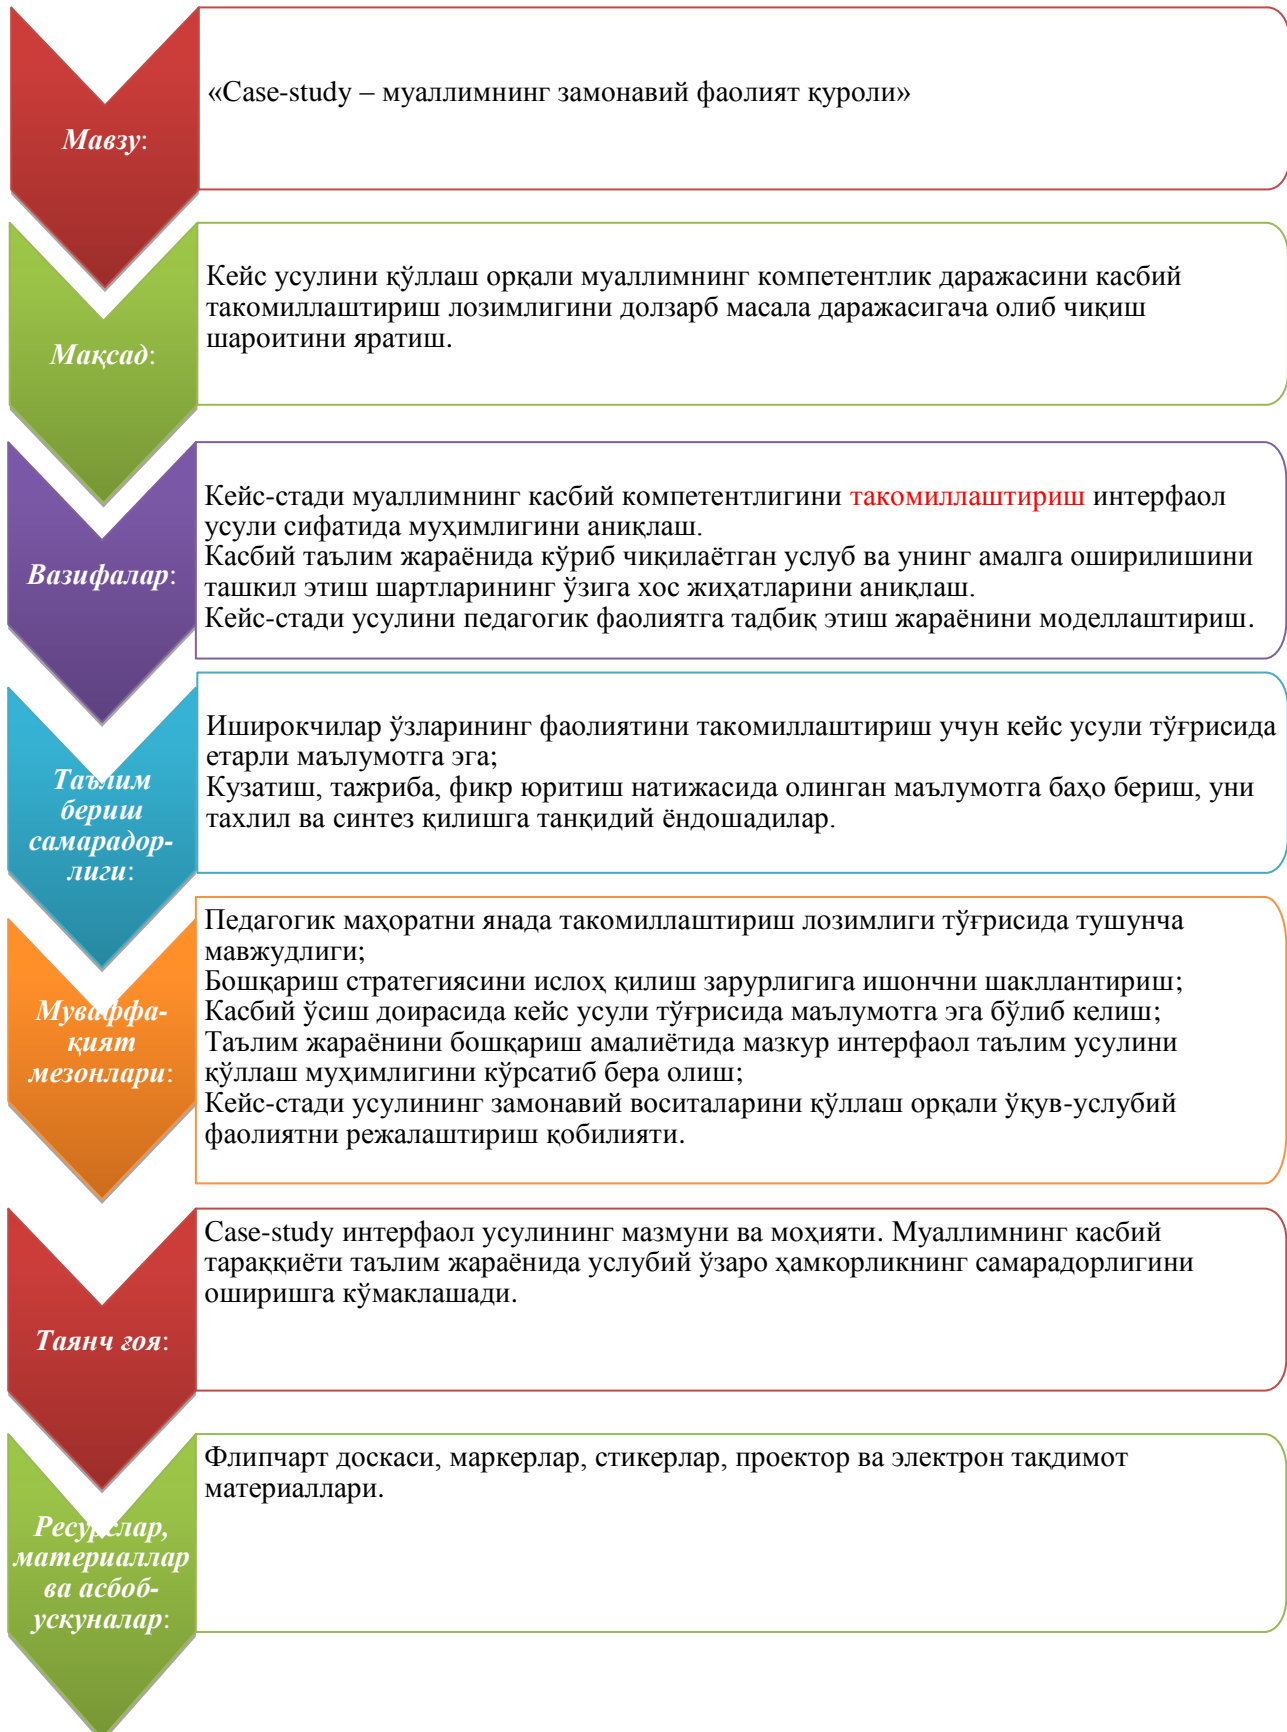 Мавзу:
«Case-study – муаллимнинг замонавий фаолият қуроли»
Мақсад:
Кейс усулини қўллаш орқали муаллимнинг компетентлик даражасини касбий
такомиллаштириш лозимлигини долзарб масала даражасигача олиб чиқиш
шароитини яратиш.
Вазифалар:
Кейс-стади муаллимнинг касбий компетентлигини такомиллаштириш интерфаол
усули сифатида муҳимлигини аниқлаш.
Касбий таълим жараёнида кўриб чиқилаётган услуб ва унинг амалга оширилишини
ташкил этиш шартларининг ўзига хос жиҳатларини аниқлаш.
Кейс-стади усулини педагогик фаолиятга тадбиқ этиш жараёнини моделлаштириш.
Таълим
бериш
самарадор-
лиги:
Иширокчилар ўзларининг фаолиятини такомиллаштириш учун кейс усули тўғрисида
етарли маълумотга эга;
Кузатиш, тажриба, фикр юритиш натижасида олинган маълумотга баҳо бериш, уни
тахлил ва синтез қилишга танқидий ёндошадилар.
Муваффа-
қият
мезонлари:
Педагогик маҳоратни янада такомиллаштириш лозимлиги тўғрисида тушунча
мавжудлиги;
Бошқариш стратегиясини ислоҳ қилиш зарурлигига ишончни шакллантириш;
Касбий ўсиш доирасида кейс усули тўғрисида маълумотга эга бўлиб келиш;
Таълим жараёнини бошқариш амалиётида мазкур интерфаол таълим усулини
қўллаш муҳимлигини кўрсатиб бера олиш;
Кейс-стади усулининг замонавий воситаларини қўллаш орқали ўқув-услубий
фаолиятни режалаштириш қобилияти.
Таянч ғоя:
Case-study интерфаол усулининг мазмуни ва моҳияти. Муаллимнинг касбий
тараққиёти таълим жараёнида услубий ўзаро ҳамкорликнинг самарадорлигини
оширишга кўмаклашади.
Ресурслар,
материаллар
ва асбоб-
ускуналар:
Флипчарт доскаси, маркерлар, стикерлар, проектор ва электрон тақдимот
материаллари.